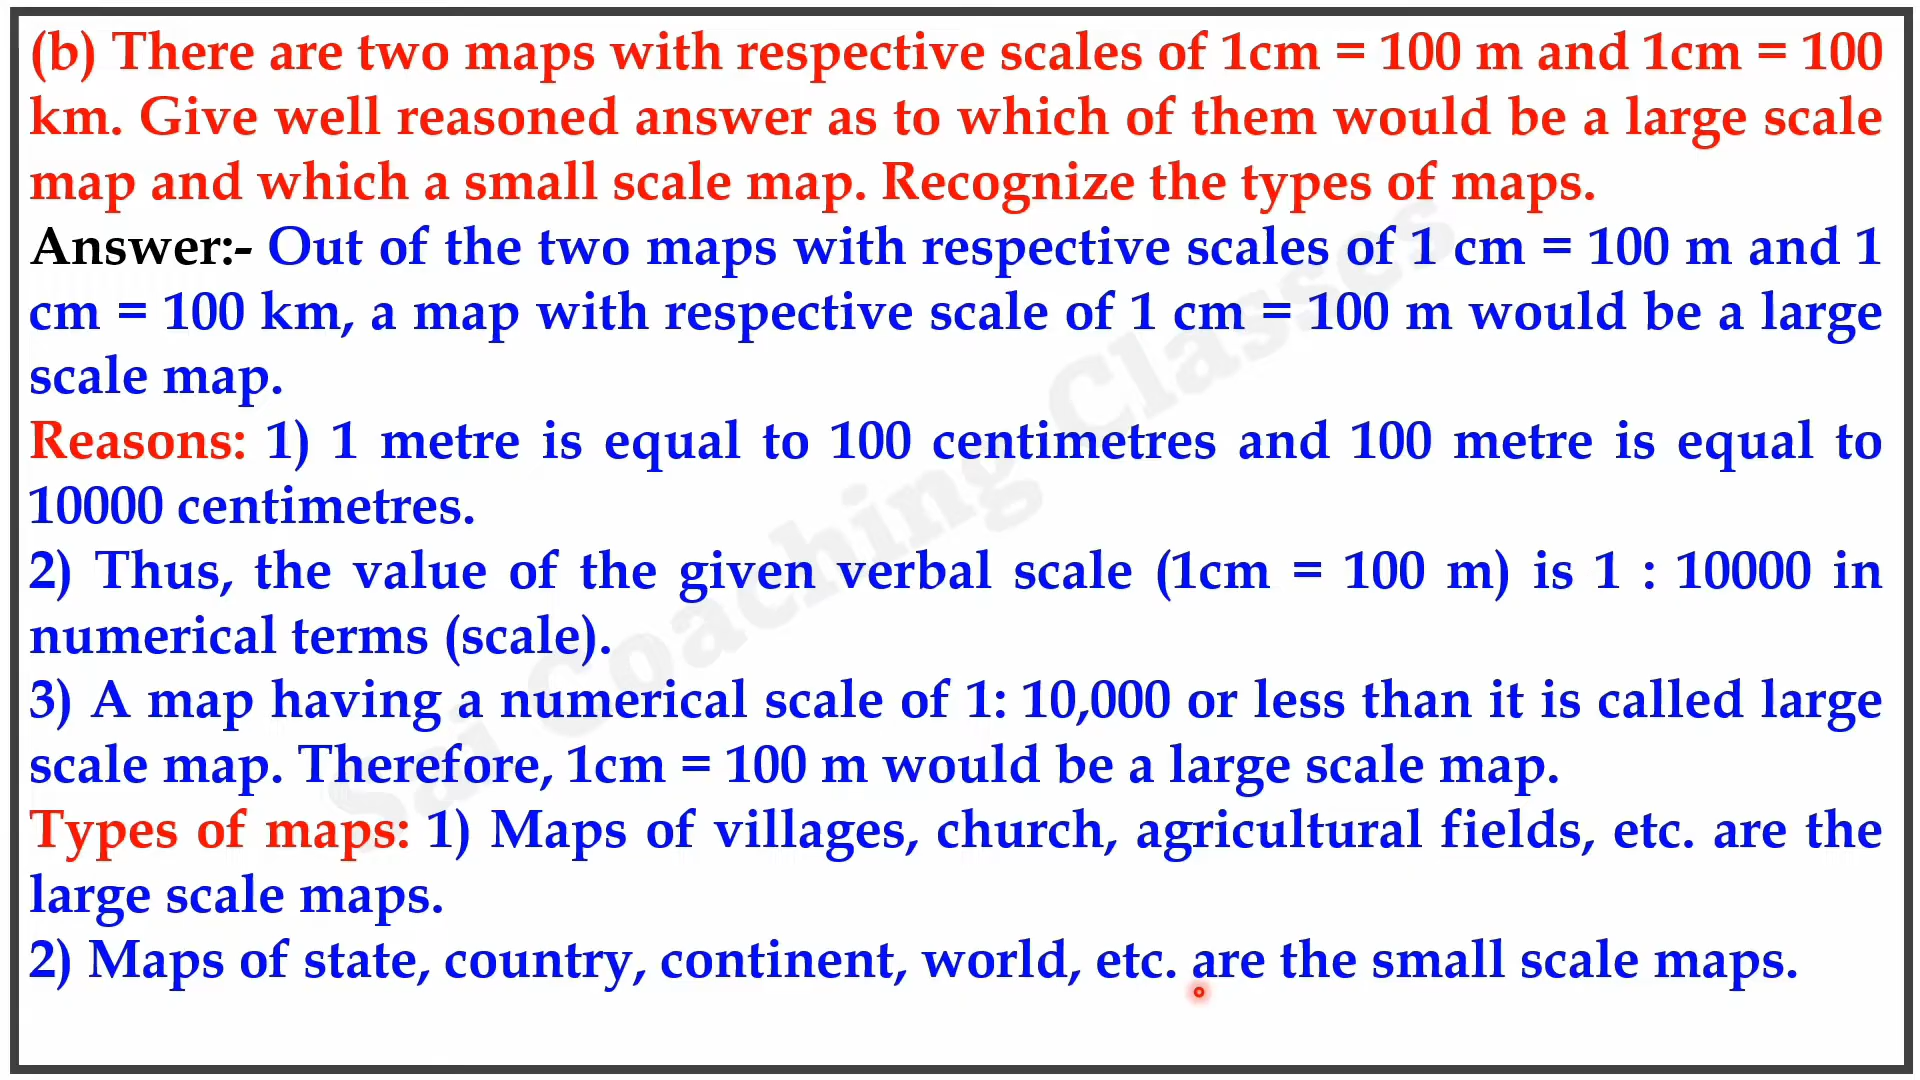 (b) There are two maps with respective scales of 1cm = 100 m and 1cm = 100
km. Give well reasoned answer as to which of them would be a large scale
map and which a small scale map. Recognize the types of maps.
Answer:- Out of the two maps with respective scales of 1 cm = 100 m and 1
cm = 100 km, a map with respective scale of 1 cm = 100 m would be a large
scale map.
Reasons: 1) 1 metre is equal to 100 centimetres and 100 metre is equal to
10000 centimetres.
2) Thus, the value of the given verbal scale (1cm = 100 m) is 1 : 10000 in
numerical terms (scale).
3) A map having a numerical scale of 1: 10,000 or less than it is called large
scale map. Therefore, 1cm = 100 m would be a large scale map.
Types of maps: 1) Maps of villages, church, agricultural fields, etc. are the
large scale maps.
2) Maps of state, country, continent, world, etc. are the small scale maps.
Sai Coaching Classes